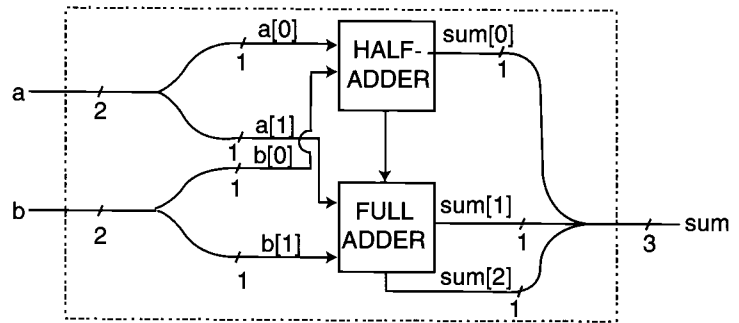 a[0]
1
HALF-
ADDER
sum[0]
1
a
2
a[1]
1
b[0]
1
b
2
FULL
ADDER
sum[1]
1
sum
3
b[1]
1
sum[2]
1